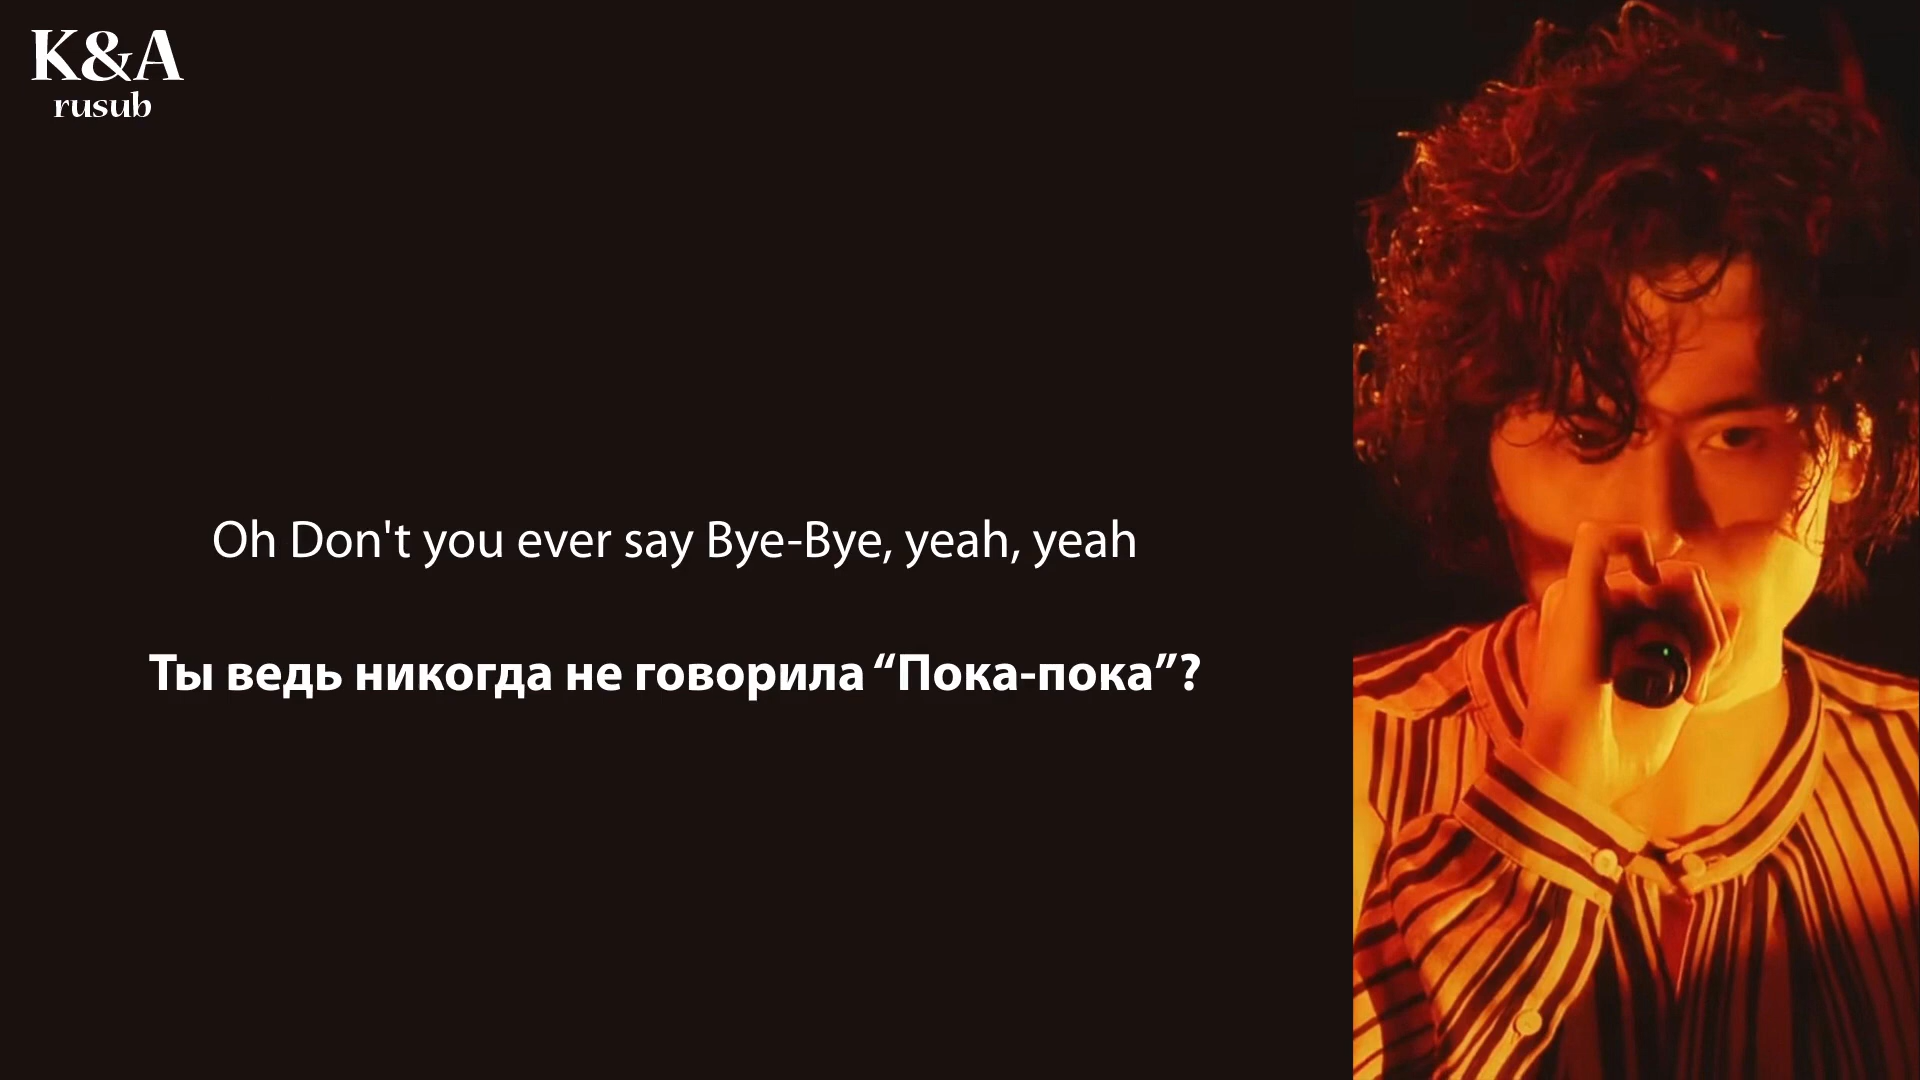 K&A
rusub
Oh Don't you ever say Bye-Bye, yeah, yeah
Ты ведь никогда не говорила “Пока-пока”?